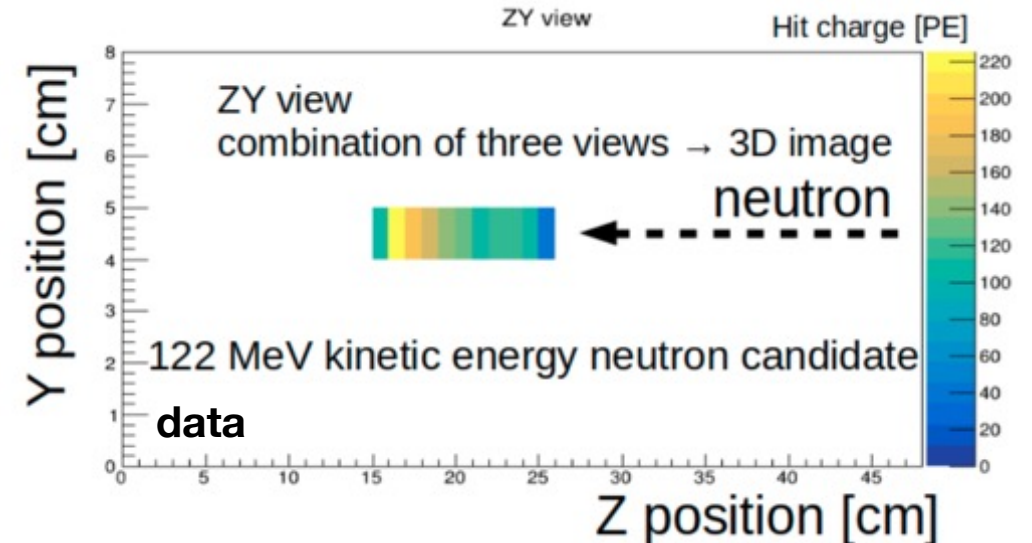 ZY view
Hit charge [PE]
ZY view
combination of three views → 3D image
neutron
122 MeV kinetic energy neutron candidate
data
Y position [cm]
8
7
6
5
4
3
2
1
0
0 5 10 15 20 25 30 35 40 45
Z position [cm]
220
200
180
160
140
120
100
80
60
40
20
0